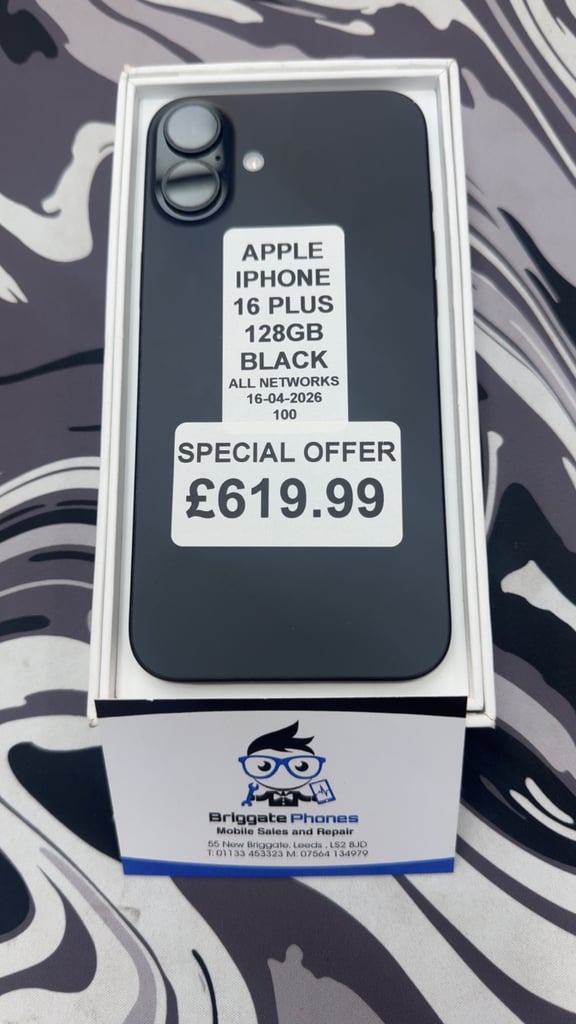 APPLE
IPHONE
16 PLUS
128GB
BLACK
ALL NETWORKS
16-04-2026
100
SPECIAL OFFER
£619.99
Briggate Phones
Mobile Sales and Repair
55 New Briggate, Leeds , LS2 8JD
T: 01133 453323 M: 07564 134979